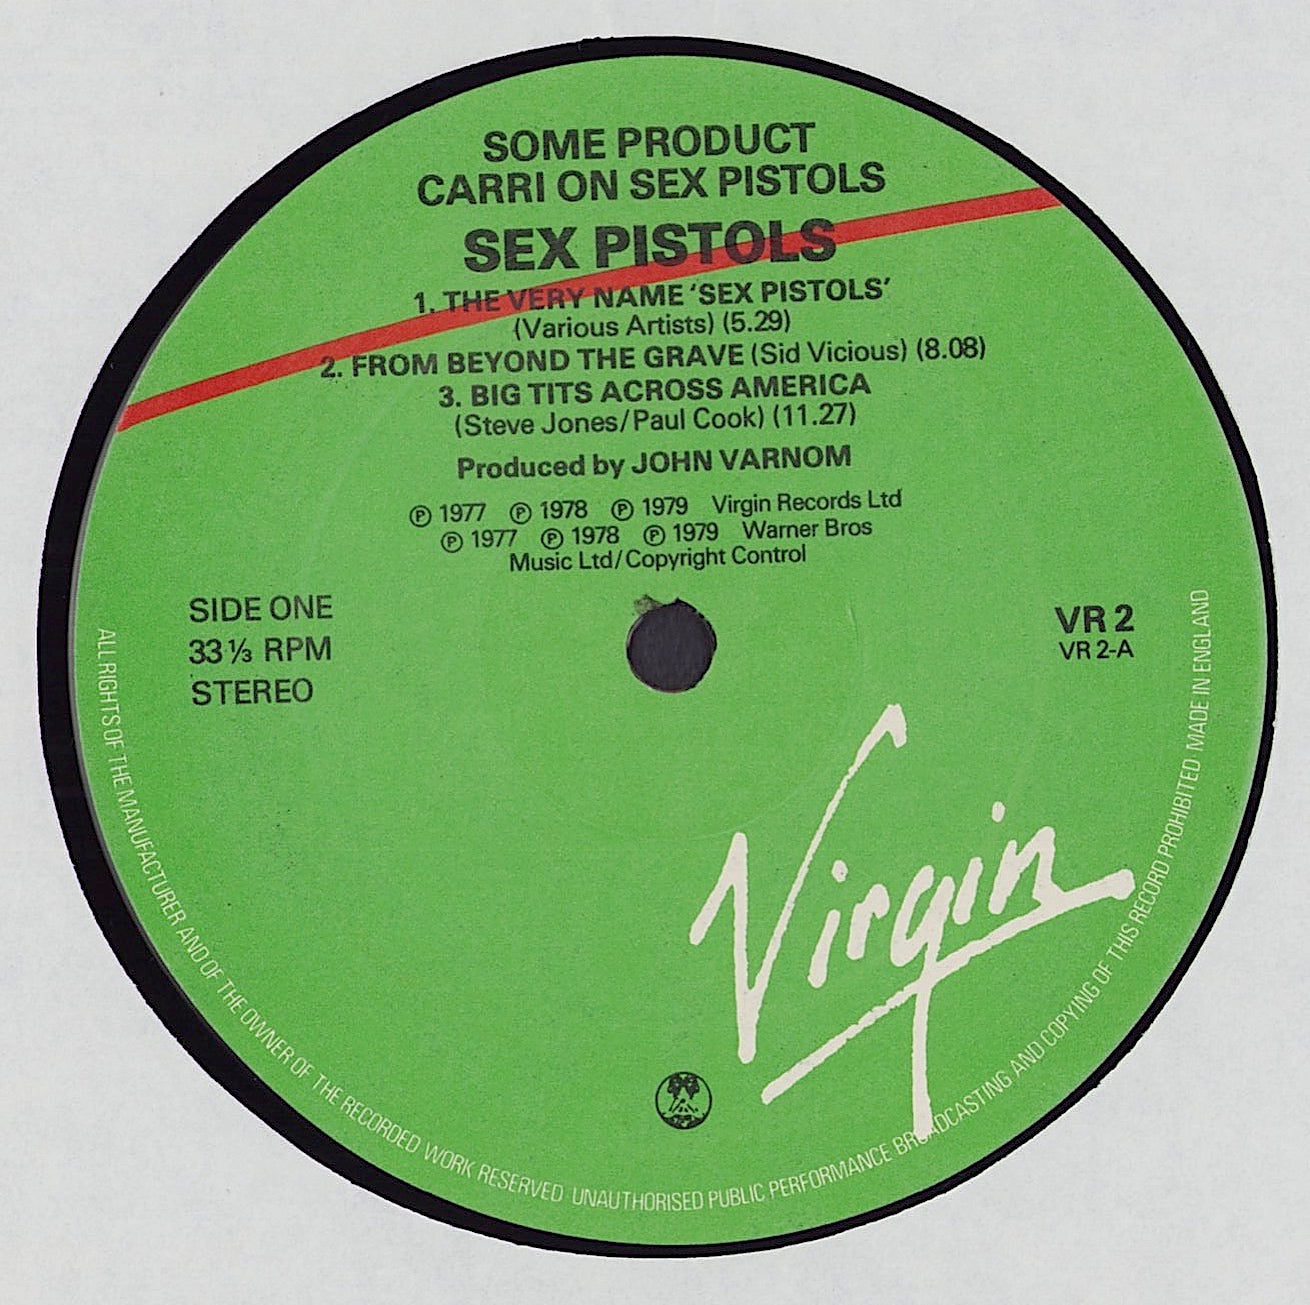 SOME PRODUCT
CARRI ON SEX PISTOLS
SEX PISTOLS
1. THE VERY NAME ‘SEX PISTOLS’
(Various Artists) (5.29)
2. FROM BEYOND THE GRAVE (Sid Vicious) (8.08)
3. BIG TITS ACROSS AMERICA
(Steve Jones/Paul Cook) (11.27)
Produced by JOHN VARNOM
℗ 1977 ℗ 1978 ℗ 1979 Virgin Records Ltd
℗ 1977 ℗ 1978 ℗ 1979 Warner Bros
Music Ltd/Copyright Control
SIDE ONE
33⅓ RPM
STEREO
VR 2
VR 2-A
Virgin
ALL RIGHTS OF THE MANUFACTURER AND OF THE OWNER OF THE RECORDED WORK RESERVED UNAUTHORISED PUBLIC PERFORMANCE BROADCASTING AND COPYING OF THIS RECORD PROHIBITED MADE IN ENGLAND